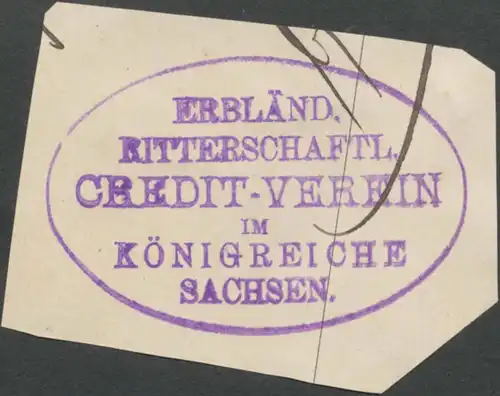 ERBLÄND.
RITTERSCHAFTL.
CREDIT-VEREIN
IM
KÖNIGREICHE
SACHSEN.